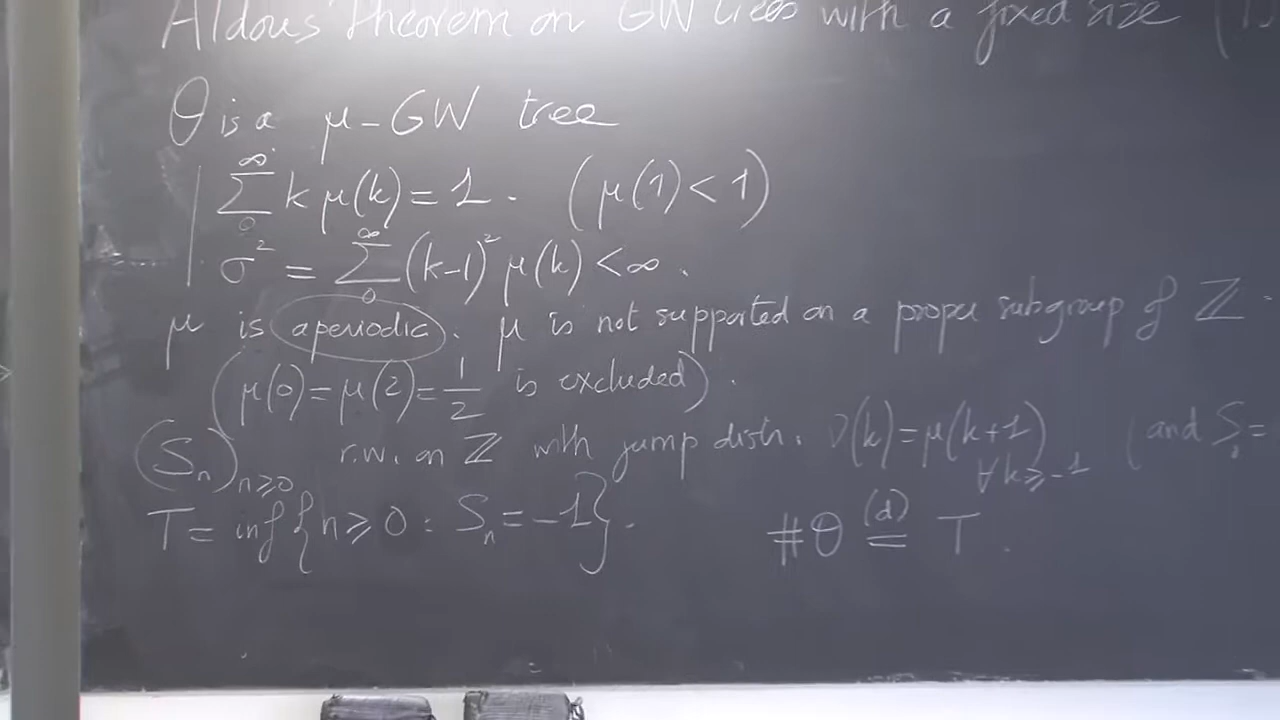 Aldous' Theorem on GW trees with a fixed size (
θ is a μ-GW tree
∑_0^∞ k μ(k) = 1. (μ(1) < 1)
σ² = ∑_0^∞ (k-1)² μ(k) < ∞.
μ is aperiodic. μ is not supported on a proper subgroup of ℤ.
(μ(0) = μ(2) = 1/2 is excluded).
(S_n)_{n≥0} r.w. on ℤ with jump distr. ν(k) = μ(k+1) ∀k≥-1 (and S_0 =
T = inf{n ≥ 0 : S_n = -1}. #θ (d)= T.